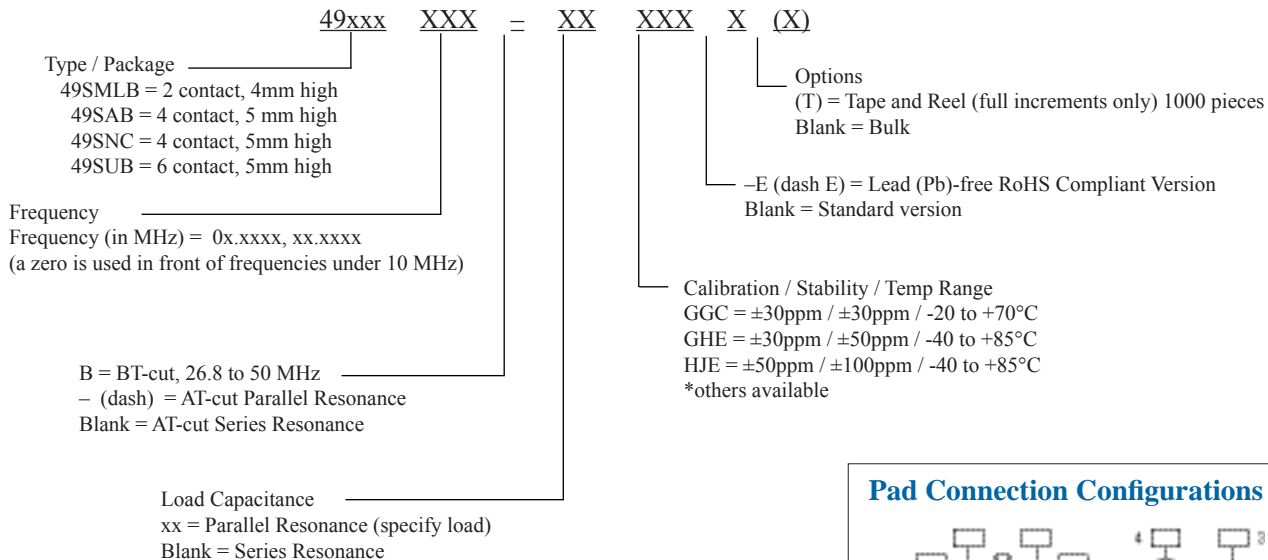 49xxx XXX – XX XXX X (X)
Type / Package
49SMLB = 2 contact, 4mm high
49SAB = 4 contact, 5 mm high
49SNC = 4 contact, 5mm high
49SUB = 6 contact, 5mm high
Options
(T) = Tape and Reel (full increments only) 1000 pieces
Blank = Bulk
–E (dash E) = Lead (Pb)-free RoHS Compliant Version
Blank = Standard version
Frequency
Frequency (in MHz) = 0x.xxxx, xx.xxxx
(a zero is used in front of frequencies under 10 MHz)
Calibration / Stability / Temp Range
GGC = ±30ppm / ±30ppm / -20 to +70°C
GHE = ±30ppm / ±50ppm / -40 to +85°C
HJE = ±50ppm / ±100ppm / -40 to +85°C
*others available
B = BT-cut, 26.8 to 50 MHz
– (dash) = AT-cut Parallel Resonance
Blank = AT-cut Series Resonance
Load Capacitance
xx = Parallel Resonance (specify load)
Blank = Series Resonance
Pad Connection Configurations
4 3